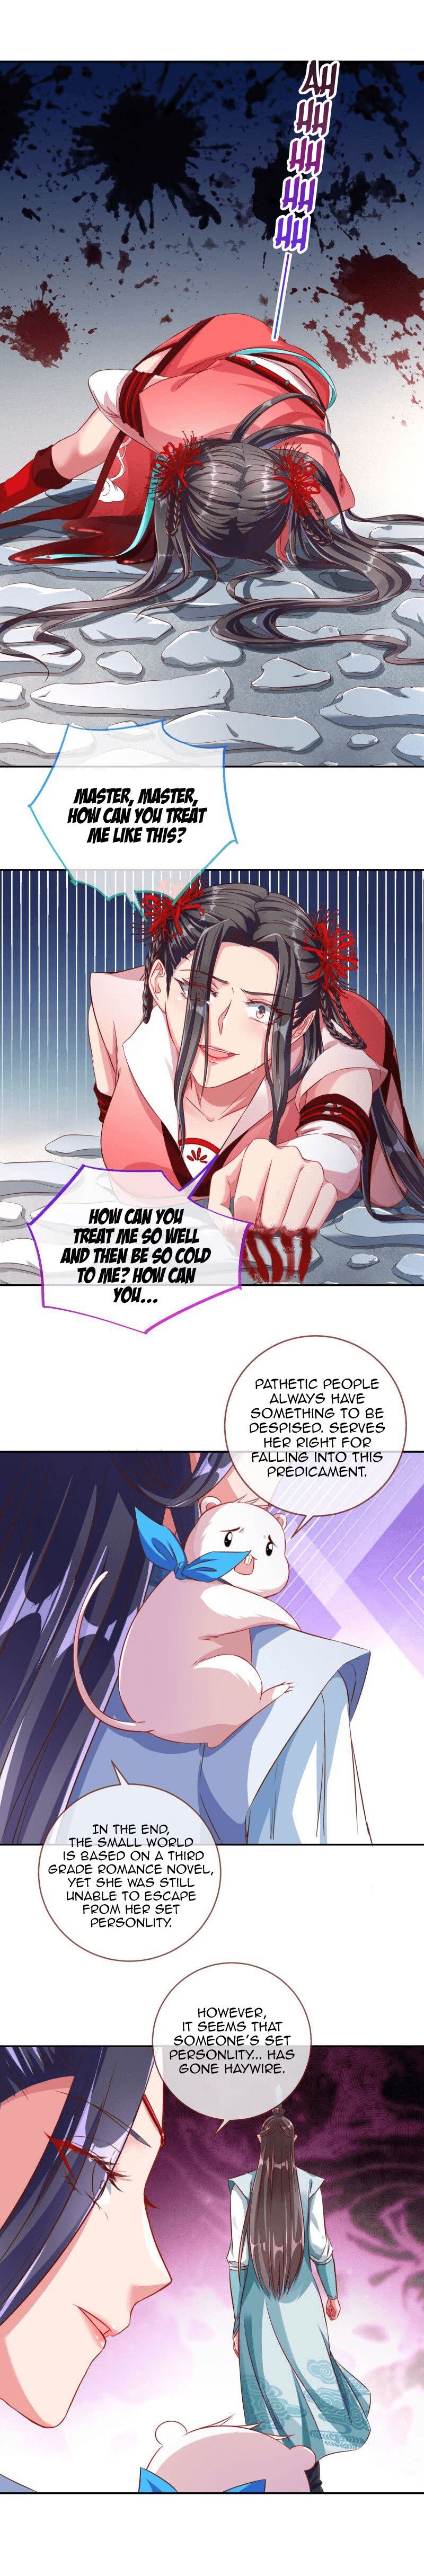 AH
HH
HH
HH
HH
MASTER, MASTER,
HOW CAN YOU TREAT
ME LIKE THIS?
HOW CAN YOU
TREAT ME SO WELL
AND THEN BE SO COLD
TO ME? HOW CAN
YOU...
PATHETIC PEOPLE
ALWAYS HAVE
SOMETHING TO BE
DESPISED. SERVES
HER RIGHT FOR
FALLING INTO THIS
PREDICAMENT.
IN THE END,
THE SMALL WORLD
IS BASED ON A THIRD
GRADE ROMANCE NOVEL,
YET SHE WAS STILL
UNABLE TO ESCAPE
FROM HER SET
PERSONLITY.
HOWEVER,
IT SEEMS THAT
SOMEONE'S SET
PERSONLITY... HAS
GONE HAYWIRE.